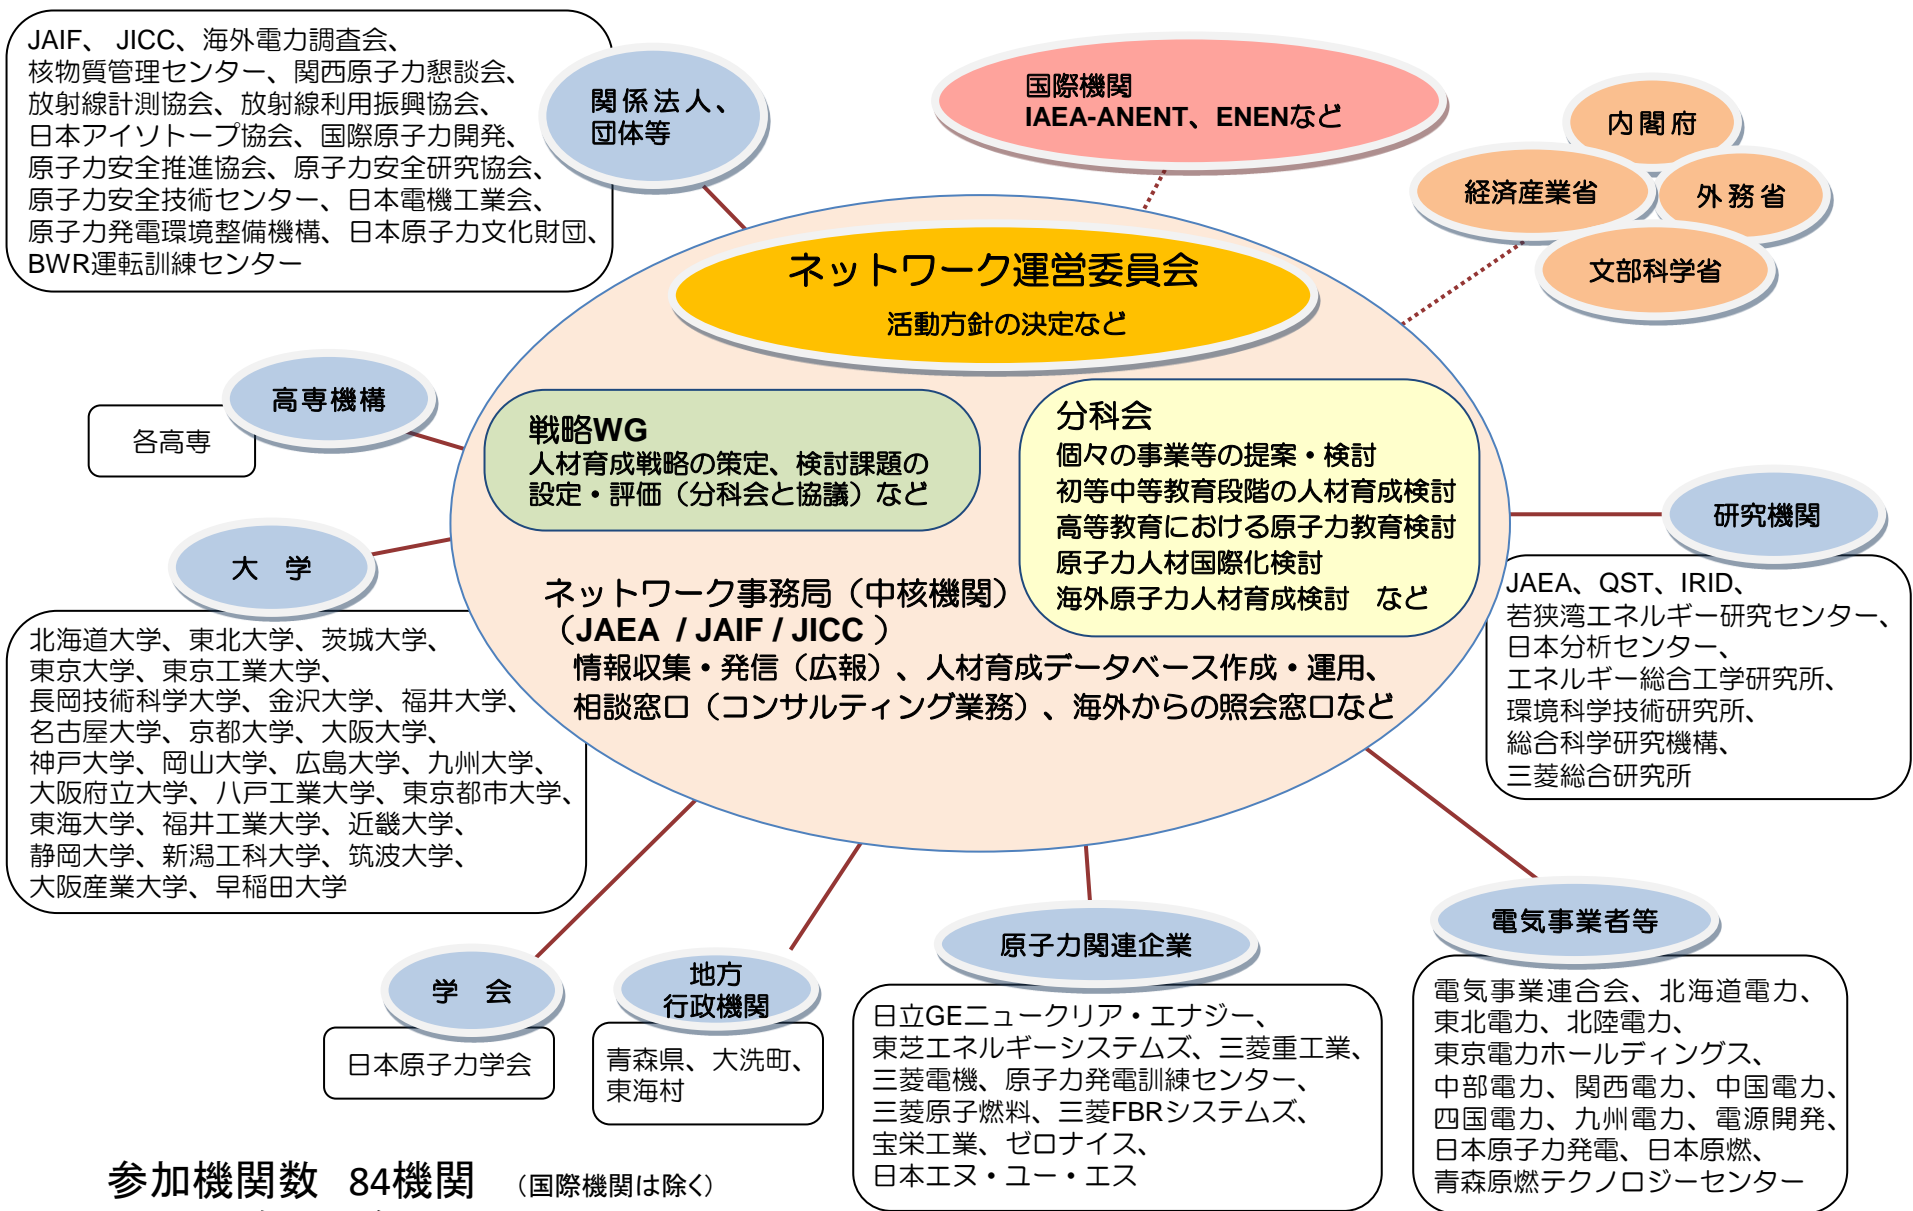 JAIF、 JICC、海外電力調査会、
核物質管理センター、関西原子力懇談会、
放射線計測協会、放射線利用振興協会、
日本アイソトープ協会、国際原子力開発、
原子力安全推進協会、原子力安全研究協会、
原子力安全技術センター、日本電機工業会、
原子力発電環境整備機構、日本原子力文化財団、
BWR運転訓練センター
関係法人、
団体等
国際機関
IAEA-ANENT、ENENなど
内閣府
経済産業省
外務省
文部科学省
ネットワーク運営委員会
活動方針の決定など
高専機構
各高専
戦略WG
人材育成戦略の策定、検討課題の
設定・評価（分科会と協議）など
分科会
個々の事業等の提案・検討
初等中等教育段階の人材育成検討
高等教育における原子力教育検討
原子力人材国際化検討
海外原子力人材育成検討　など
研究機関
JAEA、QST、IRID、
若狭湾エネルギー研究センター、
日本分析センター、
エネルギー総合工学研究所、
環境科学技術研究所、
総合科学研究機構、
三菱総合研究所
大　学
北海道大学、東北大学、茨城大学、
東京大学、東京工業大学、
長岡技術科学大学、金沢大学、福井大学、
名古屋大学、京都大学、大阪大学、
神戸大学、岡山大学、広島大学、九州大学、
大阪府立大学、八戸工業大学、東京都市大学、
東海大学、福井工業大学、近畿大学、
静岡大学、新潟工科大学、筑波大学、
大阪産業大学、早稲田大学
ネットワーク事務局（中核機関）
（JAEA / JAIF / JICC ）
情報収集・発信（広報）、人材育成データベース作成・運用、
相談窓口（コンサルティング業務）、海外からの照会窓口など
学　会
日本原子力学会
地方
行政機関
青森県、大洗町、
東海村
原子力関連企業
日立GEニュークリア・エナジー、
東芝エネルギーシステムズ、三菱重工業、
三菱電機、原子力発電訓練センター、
三菱原子燃料、三菱FBRシステムズ、
宝栄工業、ゼロナイス、
日本エヌ・ユー・エス
電気事業者等
電気事業連合会、北海道電力、
東北電力、北陸電力、
東京電力ホールディングス、
中部電力、関西電力、中国電力、
四国電力、九州電力、電源開発、
日本原子力発電、日本原燃、
青森原燃テクノロジーセンター
参加機関数 84機関 （国際機関は除く）